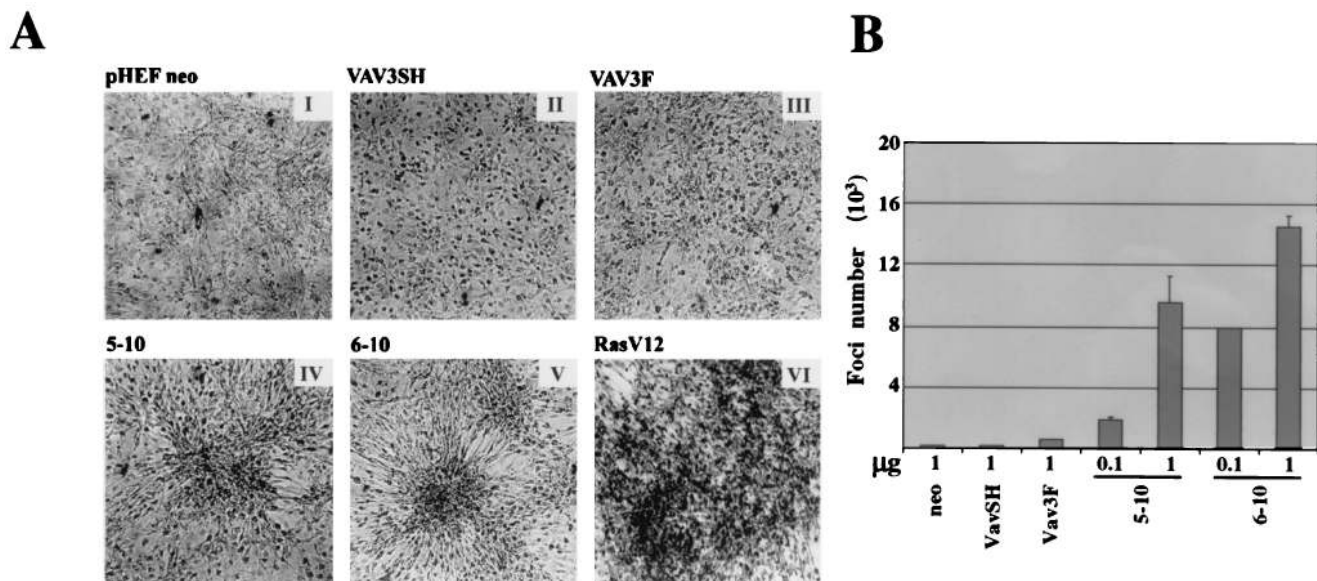 A
B
pHEF neo
VAV3SH
VAV3F
I
II
III
5-10
6-10
RasV12
IV
V
VI
Foci number (10³)
20
16
12
8
4
µg 1 1 1 0.1 1 0.1 1
neo
VavSH
Vav3F
5-10
6-10